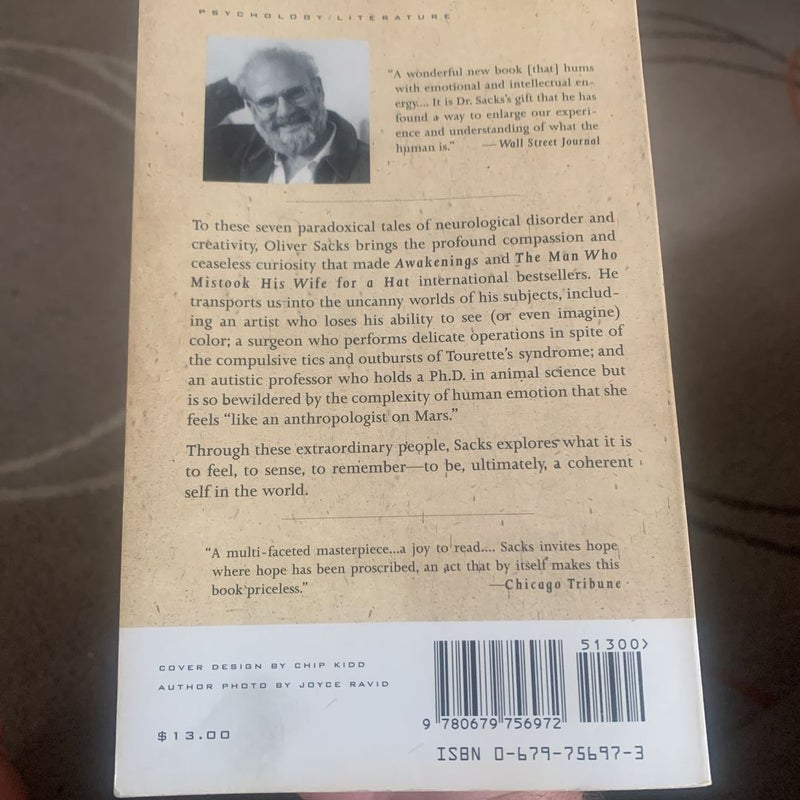 PSYCHOLOGY/LITERATURE
"A wonderful new book [that] hums
with emotional and intellectual en-
ergy.... It is Dr. Sacks's gift that he has
found a way to enlarge our experi-
ence and understanding of what the
human is." — Wall Street Journal
To these seven paradoxical tales of neurological disorder and
creativity, Oliver Sacks brings the profound compassion and
ceaseless curiosity that made Awakenings and The Man Who
Mistook His Wife for a Hat international bestsellers. He
transports us into the uncanny worlds of his subjects, includ-
ing an artist who loses his ability to see (or even imagine)
color; a surgeon who performs delicate operations in spite of
the compulsive tics and outbursts of Tourette's syndrome; and
an autistic professor who holds a Ph.D. in animal science but
is so bewildered by the complexity of human emotion that she
feels "like an anthropologist on Mars."
Through these extraordinary people, Sacks explores what it is
to feel, to sense, to remember—to be, ultimately, a coherent
self in the world.
"A multi-faceted masterpiece...a joy to read.... Sacks invites hope
where hope has been proscribed, an act that by itself makes this
book priceless." —Chicago Tribune
COVER DESIGN BY CHIP KIDD
AUTHOR PHOTO BY JOYCE RAVID
$13.00
51300>
9 780679 756972
ISBN 0-679-75697-3